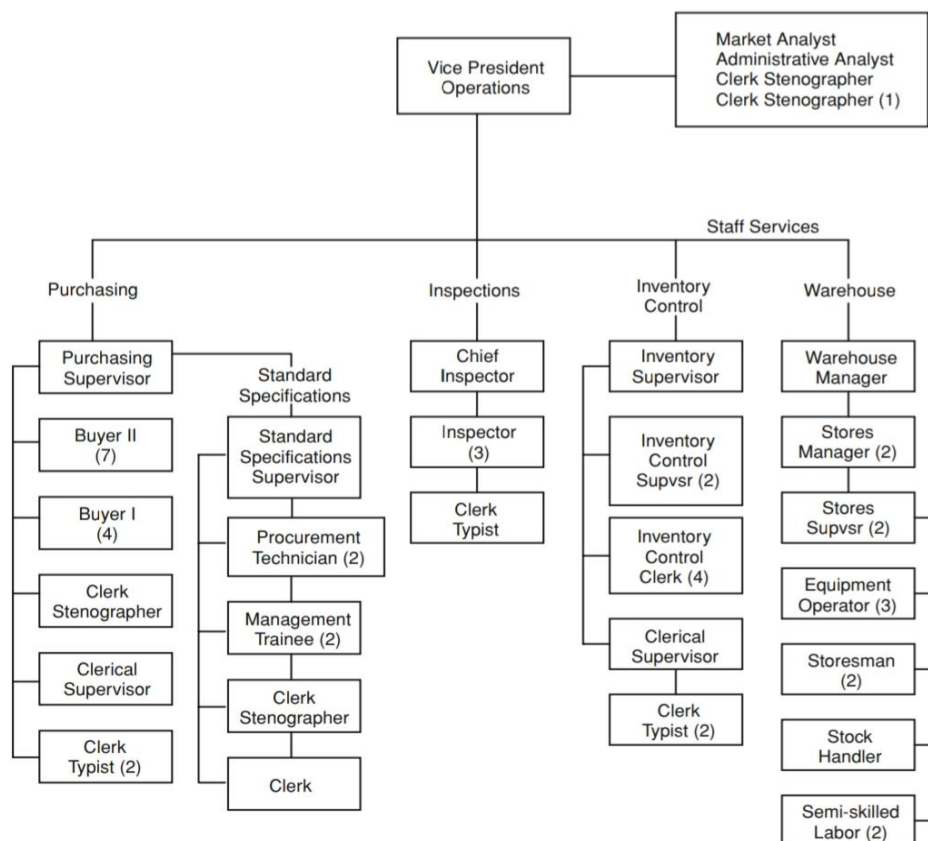 Vice President
Operations
Market Analyst
Administrative Analyst
Clerk Stenographer
Clerk Stenographer (1)
Staff Services
Purchasing
Inspections
Inventory
Control
Warehouse
Purchasing
Supervisor
Buyer II
(7)
Buyer I
(4)
Clerk
Stenographer
Clerical
Supervisor
Clerk
Typist (2)
Standard
Specifications
Standard
Specifications
Supervisor
Procurement
Technician (2)
Management
Trainee (2)
Clerk
Stenographer
Clerk
Chief
Inspector
Inspector
(3)
Clerk
Typist
Inventory
Supervisor
Inventory
Control
Supvsr (2)
Inventory
Control
Clerk (4)
Clerical
Supervisor
Clerk
Typist (2)
Warehouse
Manager
Stores
Manager (2)
Stores
Supvsr (2)
Equipment
Operator (3)
Storesman
(2)
Stock
Handler
Semi-skilled
Labor (2)